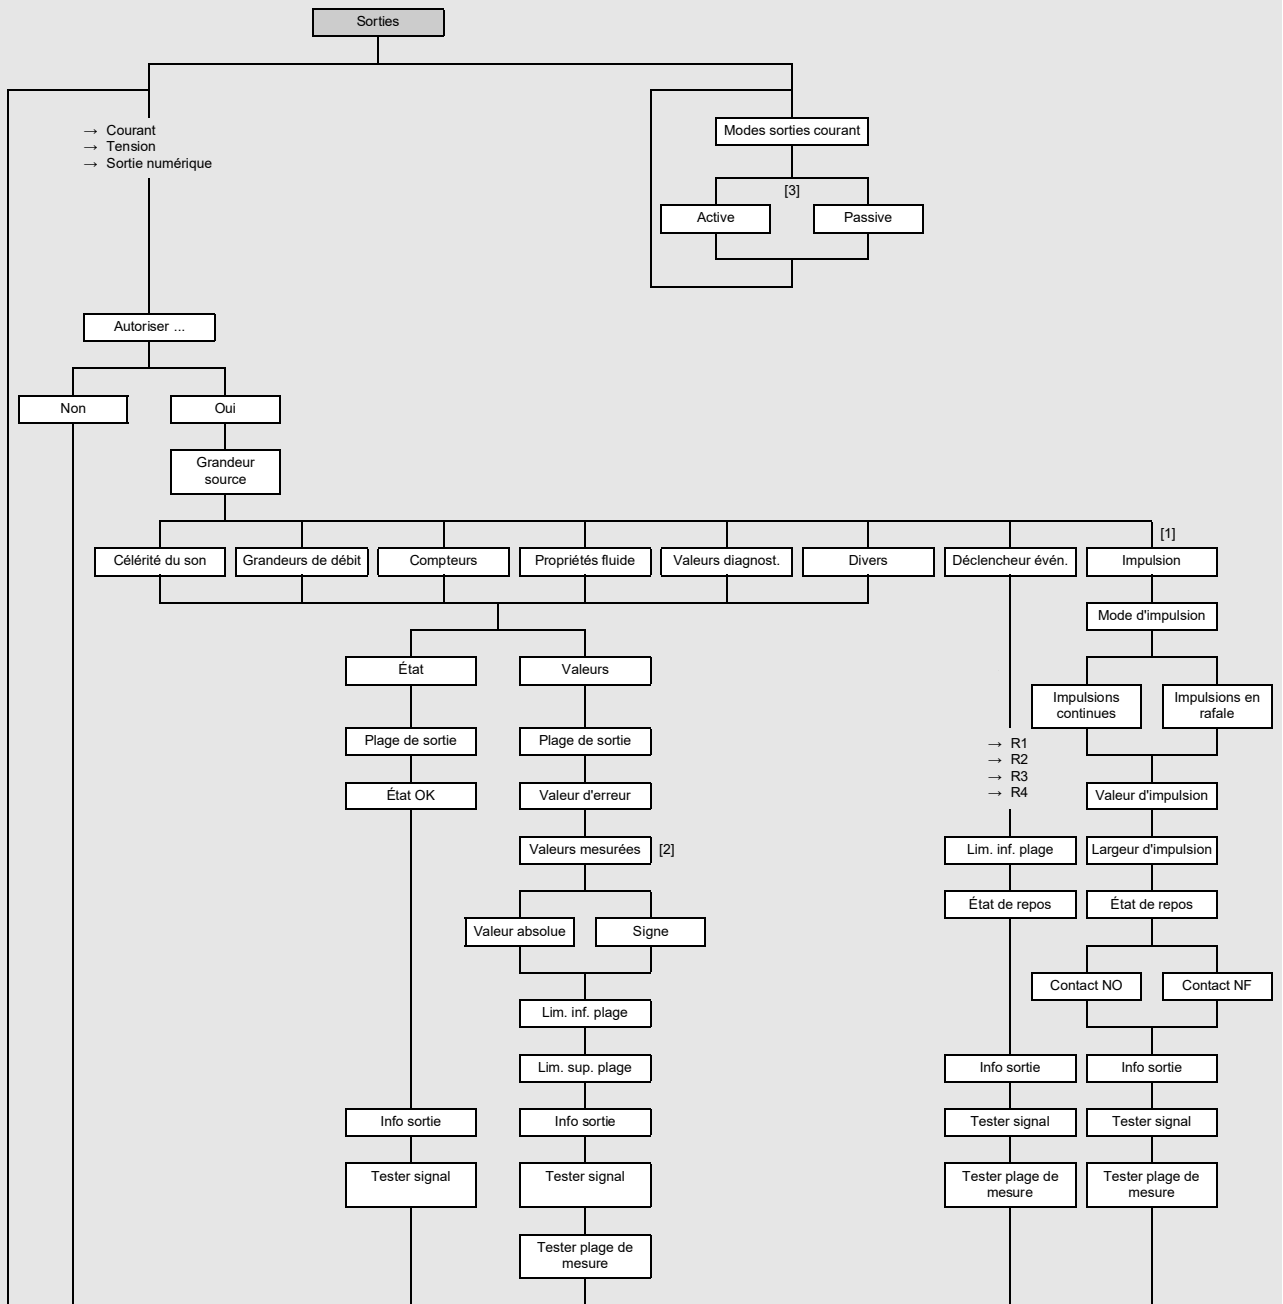 Sorties
→ Courant
→ Tension
→ Sortie numérique
Modes sorties courant
[3]
Active
Passive
Autoriser ...
Non
Oui
Grandeur
source
[1]
Célérité du son
Grandeurs de débit
Compteurs
Propriétés fluide
Valeurs diagnost.
Divers
Déclencheur évén.
Impulsion
Mode d'impulsion
État
Valeurs
Impulsions
continues
Impulsions en
rafale
Plage de sortie
Plage de sortie
→ R1
→ R2
→ R3
→ R4
État OK
Valeur d'erreur
Valeur d'impulsion
Valeurs mesurées
[2]
Lim. inf. plage
Largeur d'impulsion
État de repos
État de repos
Valeur absolue
Signe
Contact NO
Contact NF
Lim. inf. plage
Lim. sup. plage
Info sortie
Info sortie
Info sortie
Info sortie
Tester signal
Tester signal
Tester signal
Tester signal
Tester plage de
mesure
Tester plage de
mesure
Tester plage de
mesure